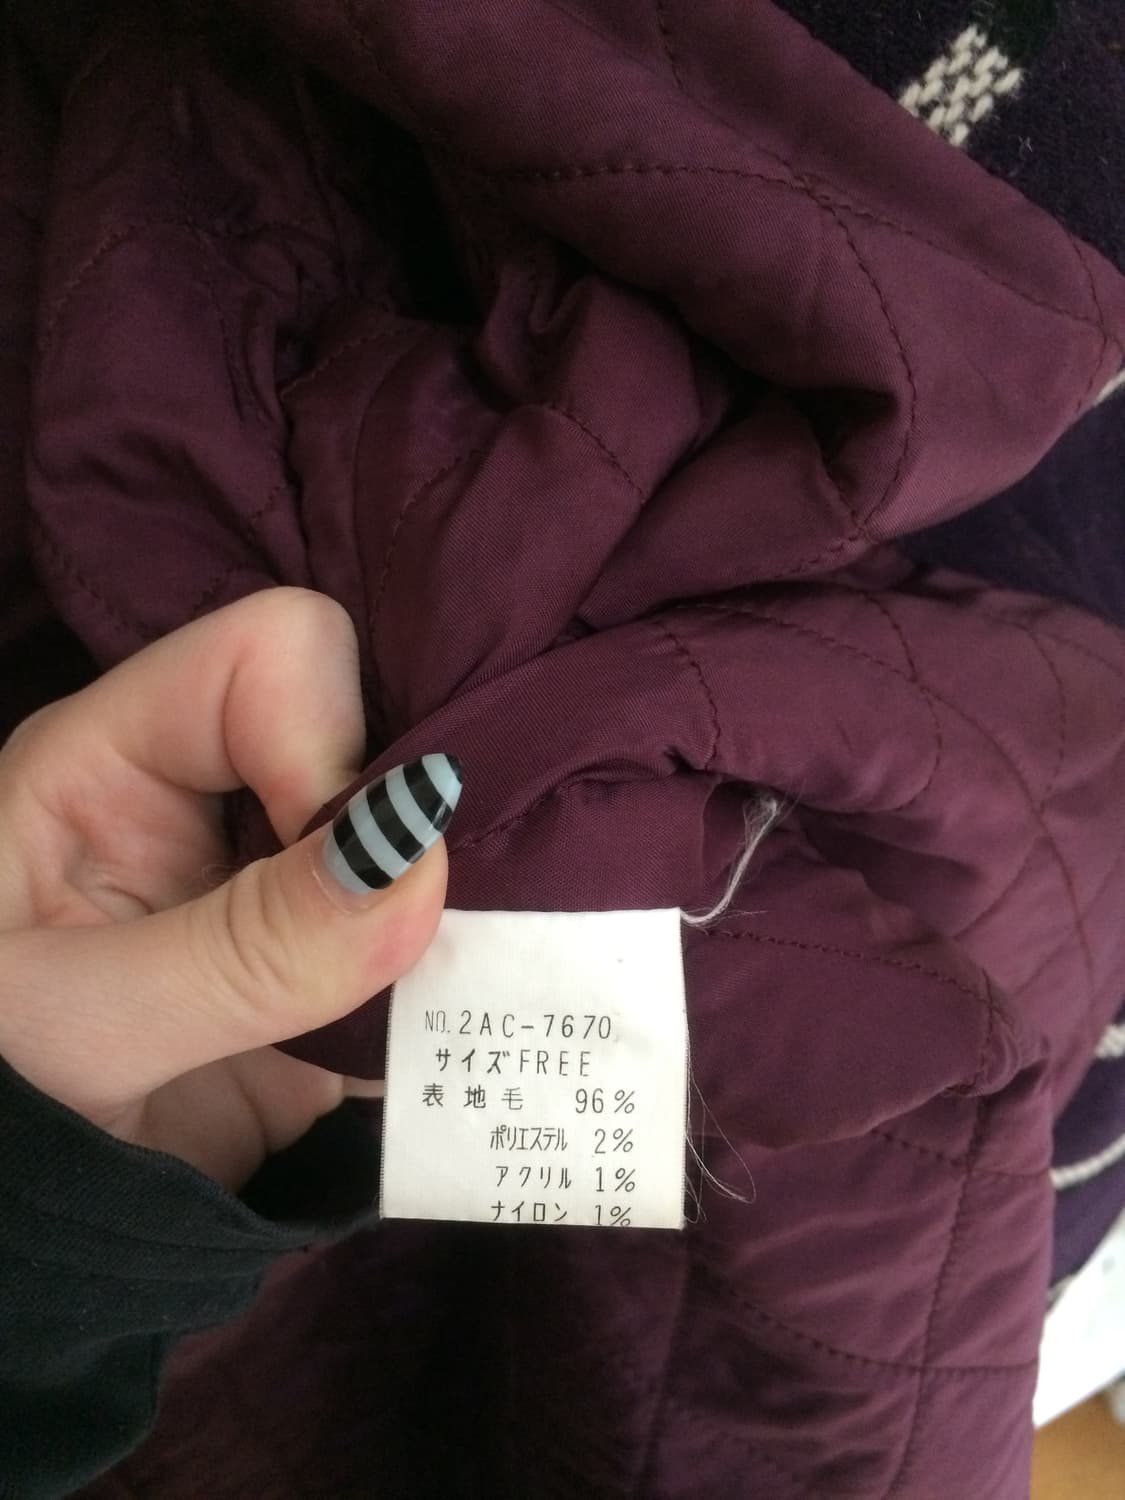 NO. 2AC-7670
サイズFREE
表地毛 96%
ポリエステル 2%
アクリル 1%
ナイロン 1%